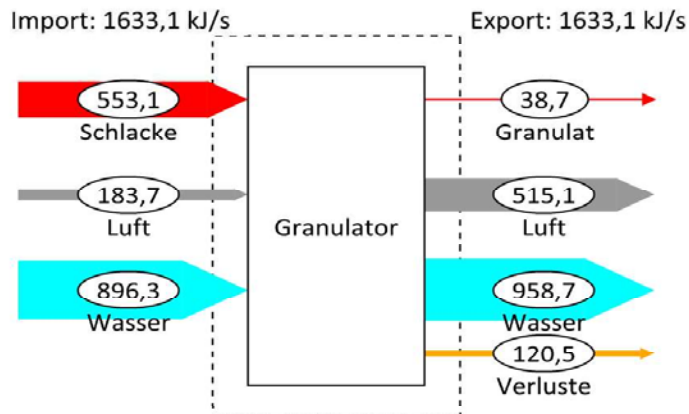 Import: 1633,1 kJ/s
Export: 1633,1 kJ/s
553,1
Schlacke
38,7
Granulat
183,7
Luft
Granulator
515,1
Luft
896,3
Wasser
958,7
Wasser
120,5
Verluste